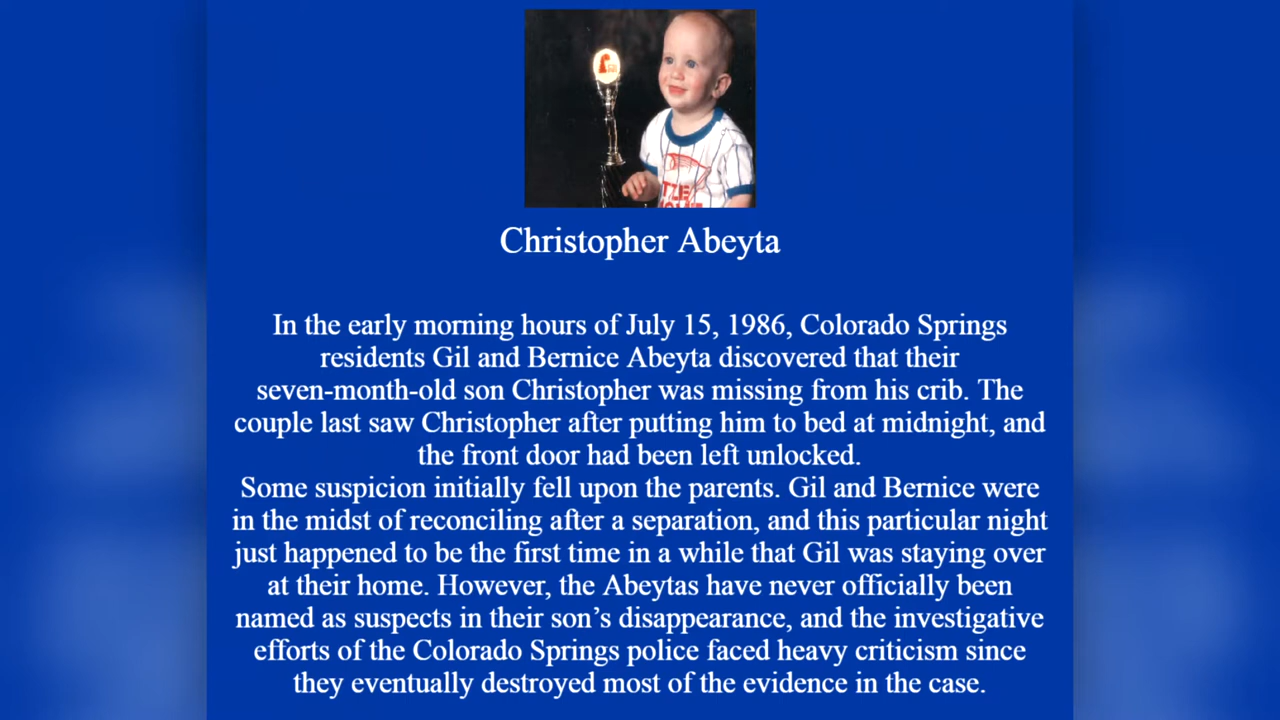 Christopher Abeyta
In the early morning hours of July 15, 1986, Colorado Springs
residents Gil and Bernice Abeyta discovered that their
seven-month-old son Christopher was missing from his crib. The
couple last saw Christopher after putting him to bed at midnight, and
the front door had been left unlocked.
Some suspicion initially fell upon the parents. Gil and Bernice were
in the midst of reconciling after a separation, and this particular night
just happened to be the first time in a while that Gil was staying over
at their home. However, the Abeytas have never officially been
named as suspects in their son’s disappearance, and the investigative
efforts of the Colorado Springs police faced heavy criticism since
they eventually destroyed most of the evidence in the case.